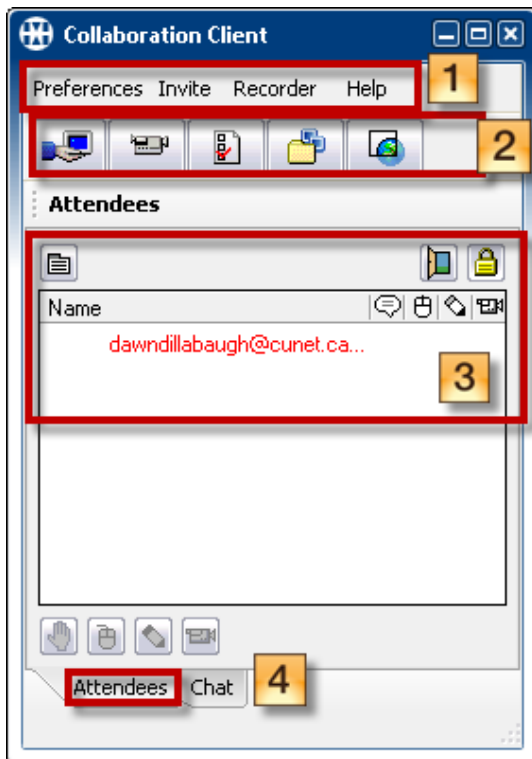 Collaboration Client
Preferences Invite Recorder Help
1
2
Attendees
Name
dawndillabaugh@cunet.ca...
3
Attendees Chat
4